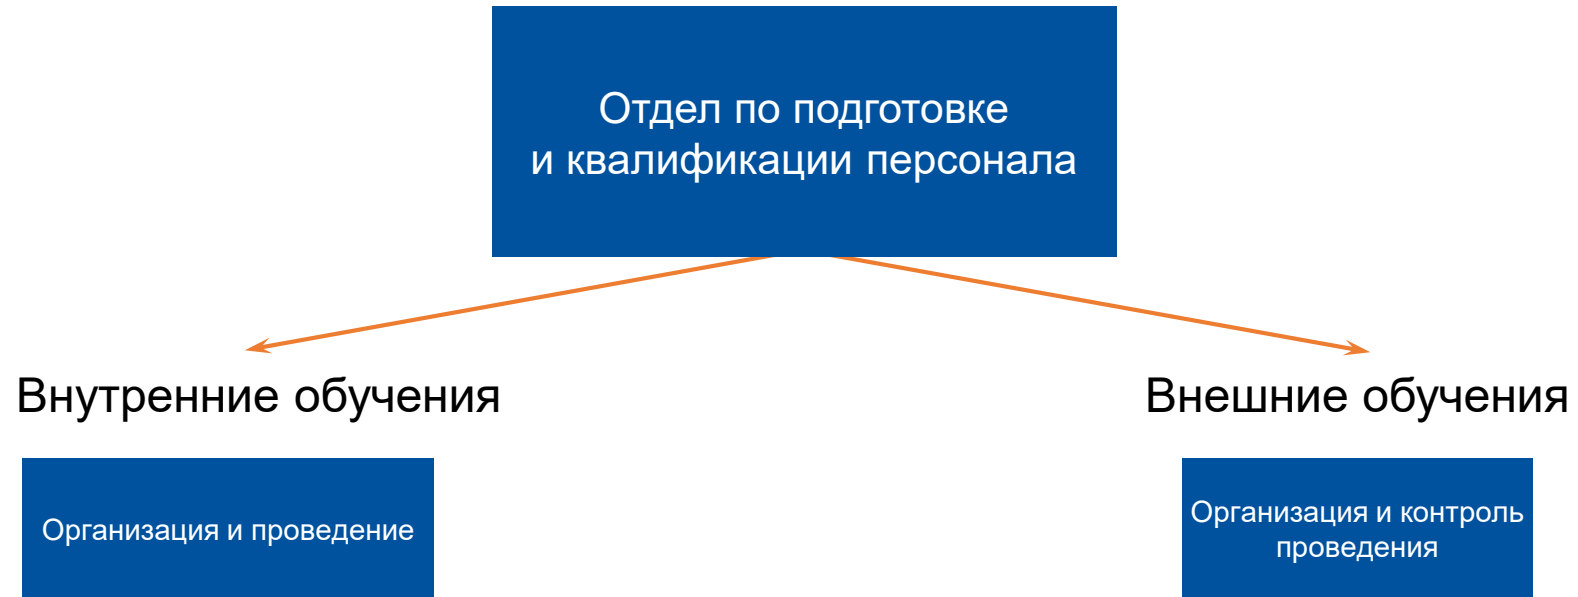 Отдел по подготовке
и квалификации персонала
Внутренние обучения
Внешние обучения
Организация и проведение
Организация и контроль
проведения